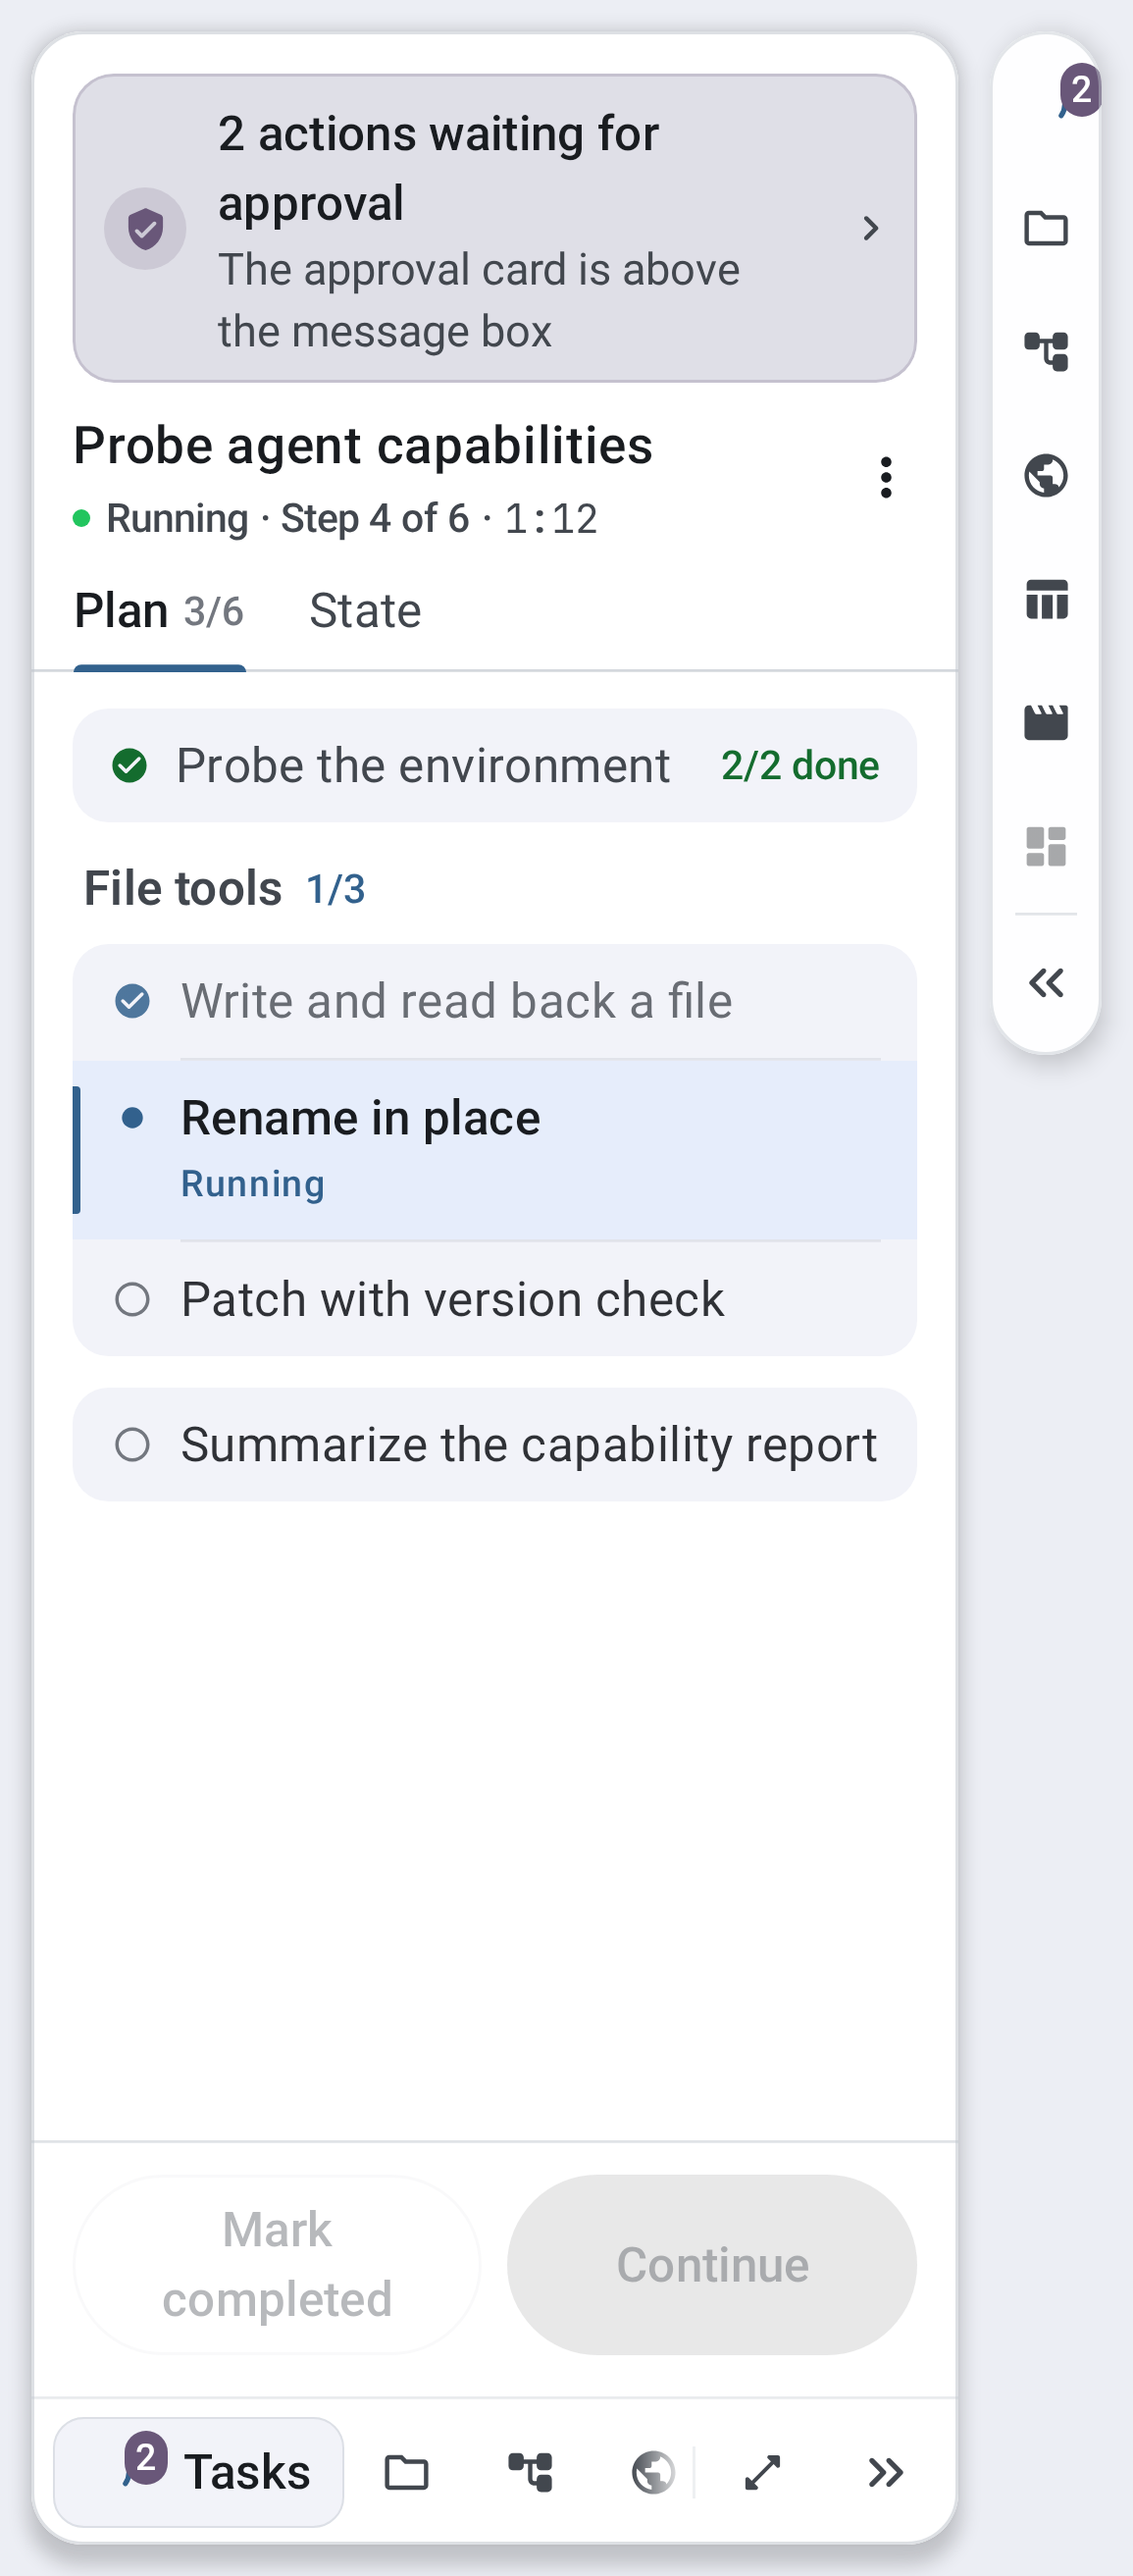 2 actions waiting for
approval
The approval card is above
the message box
Probe agent capabilities
Running · Step 4 of 6 · 1:12
Plan 3/6 State
Probe the environment 2/2 done
File tools 1/3
Write and read back a file
Rename in place
Running
Patch with version check
Summarize the capability report
Mark
completed
Continue
2 Tasks
2